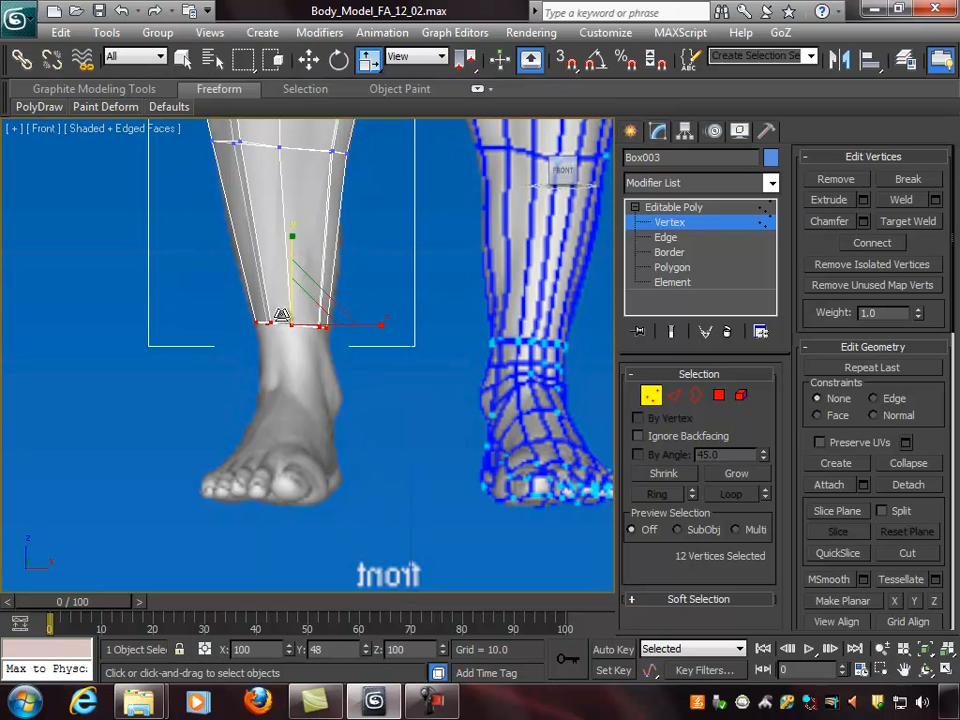 Body_Model_FA_12_02.max
Type a keyword or phrase
Edit Tools Group Views Create Modifiers Animation Graph Editors Rendering Customize MAXScript Help GoZ
All View Create Selection Se
Graphite Modeling Tools Freeform Selection Object Paint
PolyDraw Paint Deform Defaults
[ + ] [ Front ] [ Shaded + Edged Faces ]
FRONT
front
z
x
Box003
Modifier List
Editable Poly
Vertex
Edge
Border
Polygon
Element
Selection
By Vertex
Ignore Backfacing
By Angle: 45.0
Shrink Grow
Ring Loop
Preview Selection
Off SubObj Multi
12 Vertices Selected
Soft Selection
Edit Vertices
Remove Break
Extrude Weld
Chamfer Target Weld
Connect
Remove Isolated Vertices
Remove Unused Map Verts
Weight: 1.0
Edit Geometry
Repeat Last
Constraints
None Edge
Face Normal
Preserve UVs
Create Collapse
Attach Detach
Slice Plane Split
Slice Reset Plane
QuickSlice Cut
MSmooth Tessellate
Make Planar X Y Z
View Align Grid Align
0 / 100
10 20 30 40 50 60 70 80 90 100
1 Object Selec X: 100 Y: 48 Z: 100 Grid = 10.0
Auto Key Selected
Max to Physc
Click or click-and-drag to select objects Add Time Tag
Set Key Key Filters... 0